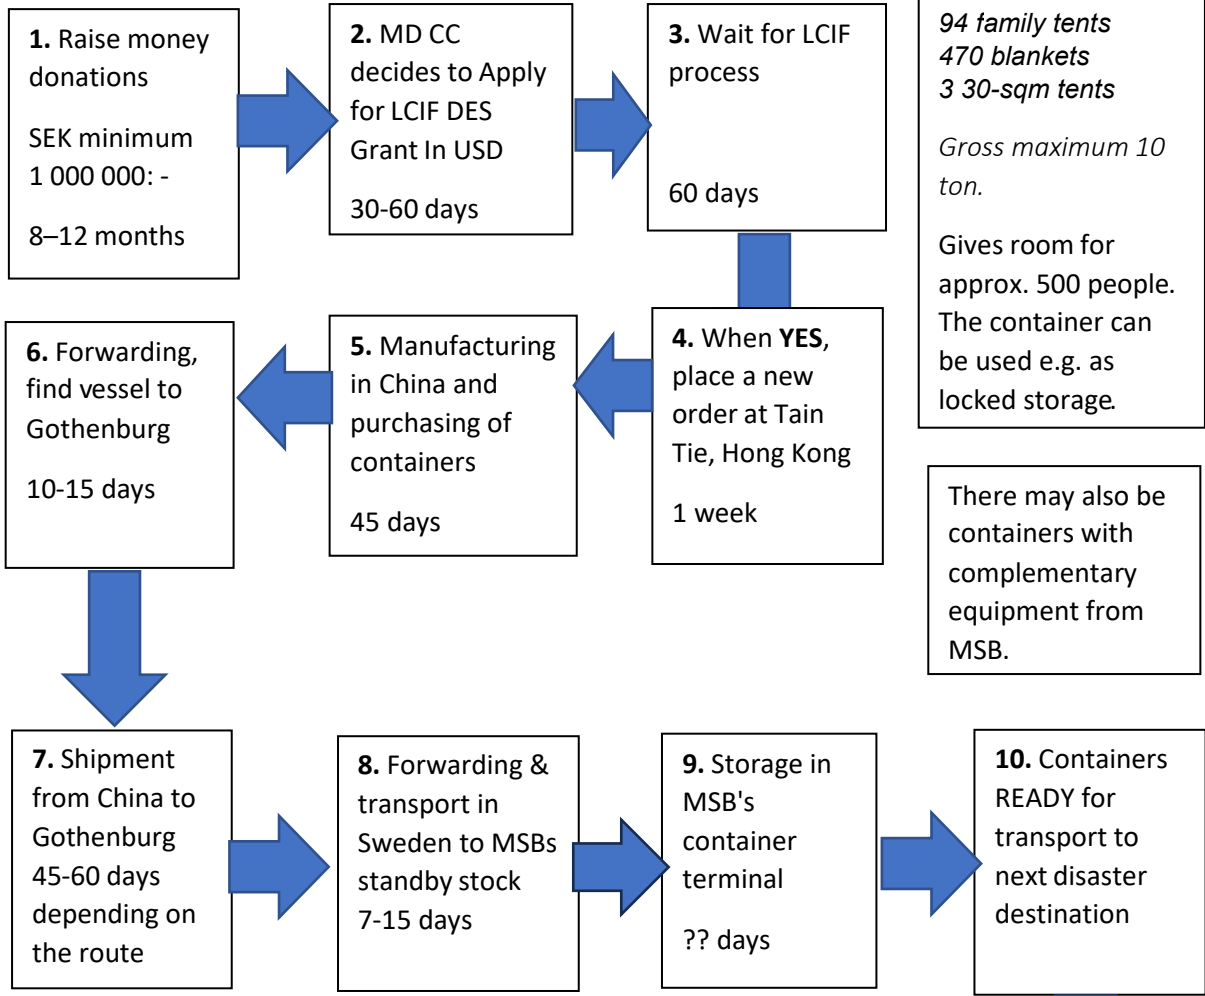 1. Raise money
donations
SEK minimum
1 000 000: -
8–12 months
2. MD CC
decides to Apply
for LCIF DES
Grant In USD
30-60 days
3. Wait for LCIF
process
60 days
94 family tents
470 blankets
3 30-sqm tents
Gross maximum 10
ton.
Gives room for
approx. 500 people.
The container can
be used e.g. as
locked storage.
4. When YES,
place a new
order at Tain
Tie, Hong Kong
1 week
5. Manufacturing
in China and
purchasing of
containers
45 days
6. Forwarding,
find vessel to
Gothenburg
10-15 days
There may also be
containers with
complementary
equipment from
MSB.
7. Shipment
from China to
Gothenburg
45-60 days
depending on
the route
8. Forwarding &
transport in
Sweden to MSBs
standby stock
7-15 days
9. Storage in
MSB's
container
terminal
?? days
10. Containers
READY for
transport to
next disaster
destination